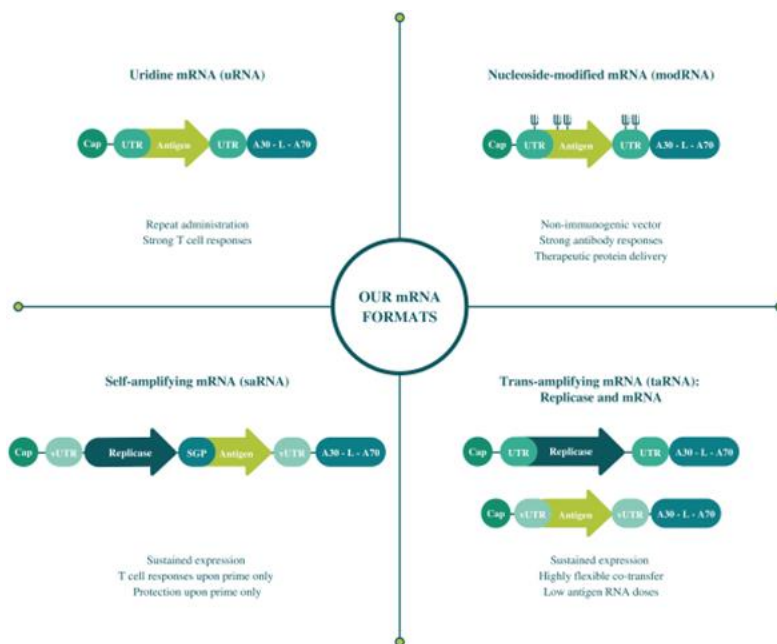 Uridine mRNA (uRNA)
Cap UTR Antigen UTR A30 - L - A70
Repeat administration
Strong T cell responses
Nucleoside-modified mRNA (modRNA)
Cap UTR Antigen UTR A30 - L - A70
Non-immunogenic vector
Strong antibody responses
Therapeutic protein delivery
OUR mRNA
FORMATS
Self-amplifying mRNA (saRNA)
Cap vUTR Replicase SGP Antigen vUTR A30 - L - A70
Sustained expression
T cell responses upon prime only
Protection upon prime only
Trans-amplifying mRNA (taRNA):
Replicase and mRNA
Cap UTR Replicase UTR A30 - L - A70
Cap vUTR Antigen vUTR A30 - L - A70
Sustained expression
Highly flexible co-transfer
Low antigen RNA doses